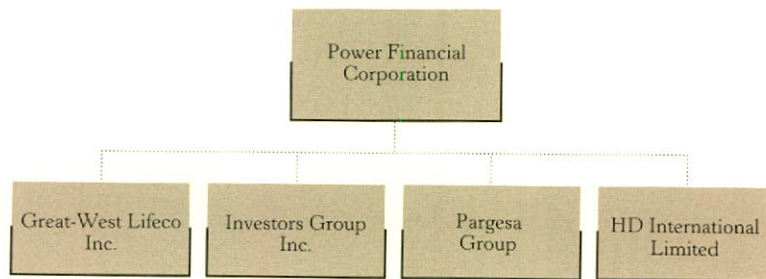 Power Financial
Corporation
Great-West Lifeco
Inc.
Investors Group
Inc.
Pargesa
Group
HD International
Limited